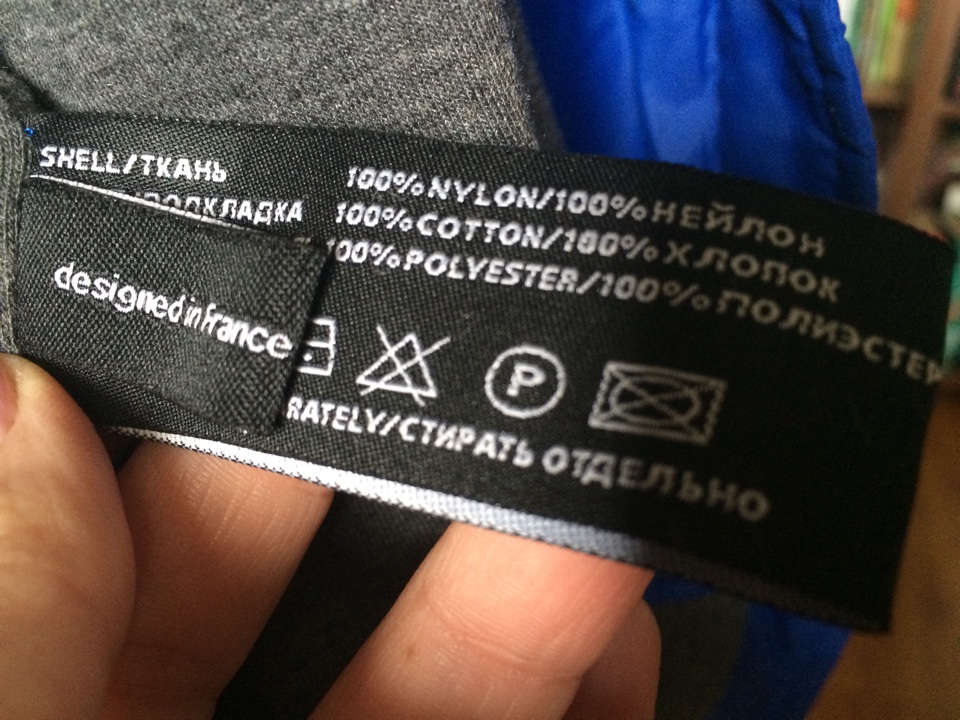 SHELL/ТКАНЬ 100%NYLON/100%НЕЙЛОН
ПОДКЛАДКА 100%COTTON/100%ХЛОПОК
100%POLYESTER/100%ПОЛИЭСТЕР
designed in france
P
RATELY/СТИРАТЬ ОТДЕЛЬНО